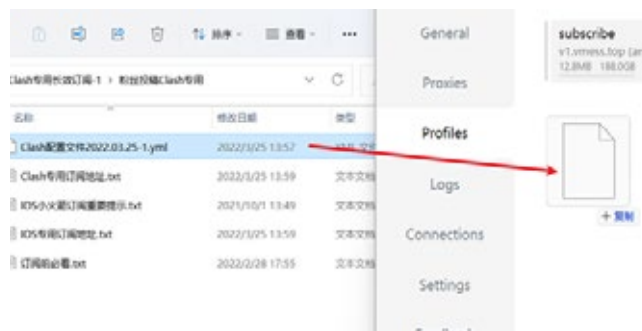 排序
查看
...
Clash专用长效订阅-1 › 粉丝投稿Clash专用
名称
修改日期
类型
Clash配置文件2022.03.25-1.yml
2022/3/25 13:57
Clash专用订阅地址.txt
2022/3/25 13:59
文本文档
IOS小火箭订阅重要提示.txt
2021/10/1 13:49
文本文档
IOS专用订阅地址.txt
2022/3/25 13:59
文本文档
订阅前必看.txt
2022/2/28 17:55
文本文档
General
Proxies
Profiles
Logs
Connections
Settings
subscribe
v1.vmess.top
+ 复制